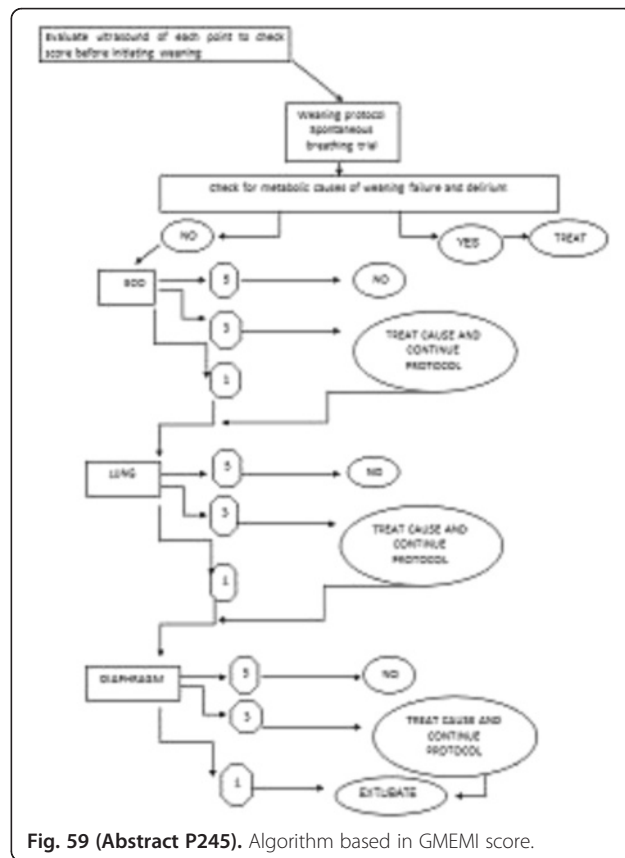 Evaluate ultrasound of each point to check
score before initiating weaning
Weaning protocol
Spontaneous
breathing trial
Check for metabolic causes of weaning failure and delirium
NO
YES
TREAT
5
NO
3
TREAT CAUSE AND
CONTINUE
PROTOCOL
1
LUNG
5
NO
3
TREAT CAUSE AND
CONTINUE
PROTOCOL
1
DIAPHRAGM
5
NO
3
TREAT CAUSE AND
CONTINUE
PROTOCOL
1
EXTUBATE
Fig. 59 (Abstract P245). Algorithm based in GMEMI score.